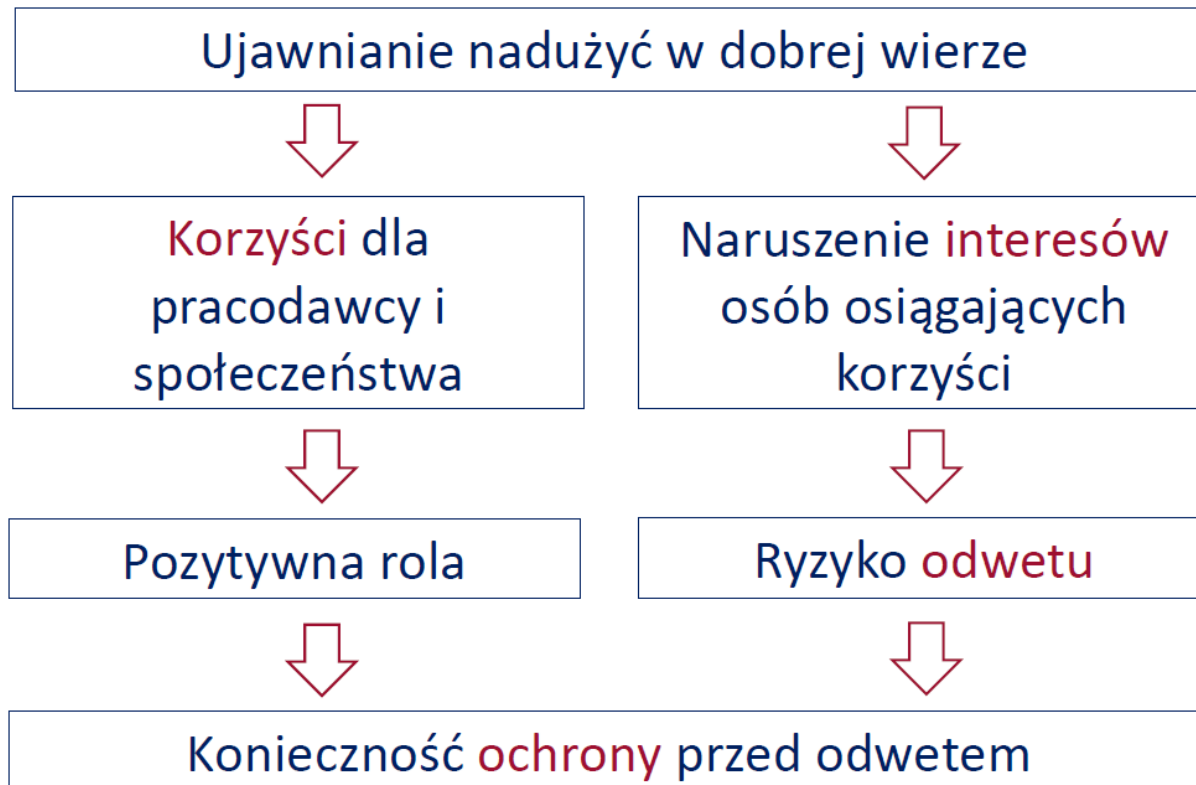 Ujawnianie nadużyć w dobrej wierze
Korzyści dla
pracodawcy i
społeczeństwa
Naruszenie interesów
osób osiągających
korzyści
Pozytywna rola
Ryzyko odwetu
Konieczność ochrony przed odwetem